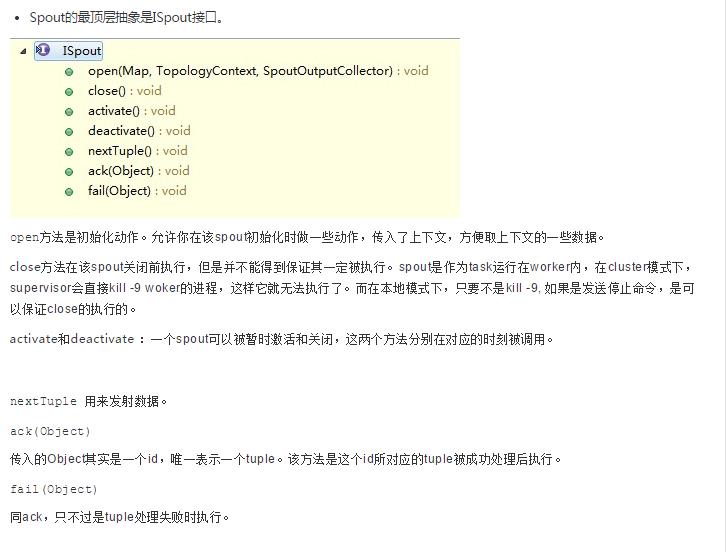 Spout的最顶层抽象是ISpout接口。
ISpout
open(Map, TopologyContext, SpoutOutputCollector) : void
close() : void
activate() : void
deactivate() : void
nextTuple() : void
ack(Object) : void
fail(Object) : void
open方法是初始化动作。允许你在该spout初始化时做一些动作，传入了上下文，方便取上下文的一些数据。
close方法在该spout关闭前执行，但是并不能得到保证其一定被执行。spout是作为task运行在worker内，在cluster模式下，
supervisor会直接kill -9 woker的进程，这样它就无法执行了。而在本地模式下，只要不是kill -9, 如果是发送停止命令，是可
以保证close的执行的。
activate和deactivate ：一个spout可以被暂时激活和关闭，这两个方法分别在对应的时刻被调用。
nextTuple 用来发射数据。
ack(Object)
传入的Object其实是一个id，唯一表示一个tuple。该方法是这个id所对应的tuple被成功处理后执行。
fail(Object)
同ack，只不过是tuple处理失败时执行。